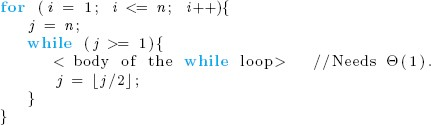 for (i = 1; i <= n; i++){
j = n;
while (j >= 1){
< body of the while loop> //Needs Θ(1).
j = ⌊j/2⌋;
}
}